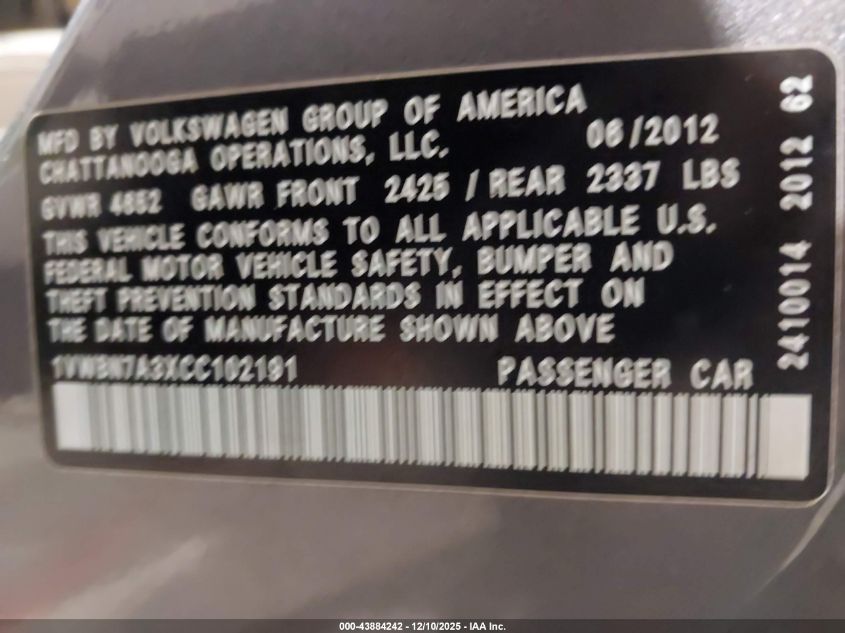 MFD BY VOLKSWAGEN GROUP OF AMERICA
CHATTANOOGA OPERATIONS, LLC. 06/2012
GVWR 4652 GAWR FRONT 2425 / REAR 2337 LBS
THIS VEHICLE CONFORMS TO ALL APPLICABLE U.S.
FEDERAL MOTOR VEHICLE SAFETY, BUMPER AND
THEFT PREVENTION STANDARDS IN EFFECT ON
THE DATE OF MANUFACTURE SHOWN ABOVE
1VWBN7A3XCC102191 PASSENGER CAR
2410014 2012 62
000-43884242 - 12/10/2025 - IAA Inc.